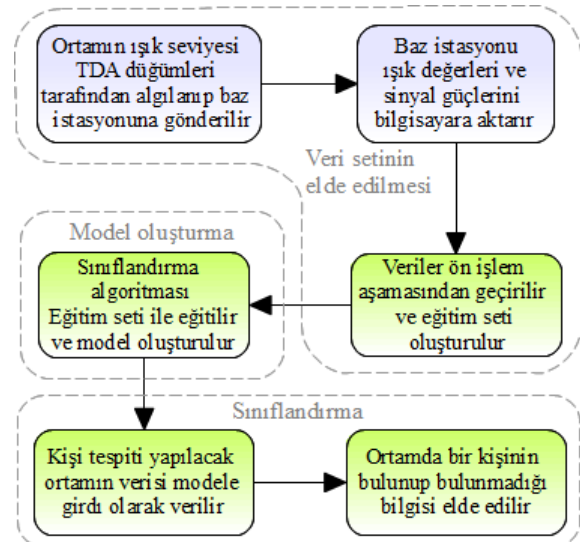 Ortamın ışık seviyesi
TDA düğümleri
tarafından algılanıp baz
istasyonuna gönderilir
Baz istasyonu
ışık değerleri ve
sinyal güçlerini
bilgisayara aktarır
Veri setinin
elde edilmesi
Veriler ön işlem
aşamasından geçirilir
ve eğitim seti
oluşturulur
Model oluşturma
Sınıflandırma
algoritması
Eğitim seti ile eğitilir
ve model oluşturulur
Sınıflandırma
Kişi tespiti yapılacak
ortamın verisi modele
girdi olarak verilir
Ortamda bir kişinin
bulunup bulunmadığı
bilgisi elde edilir